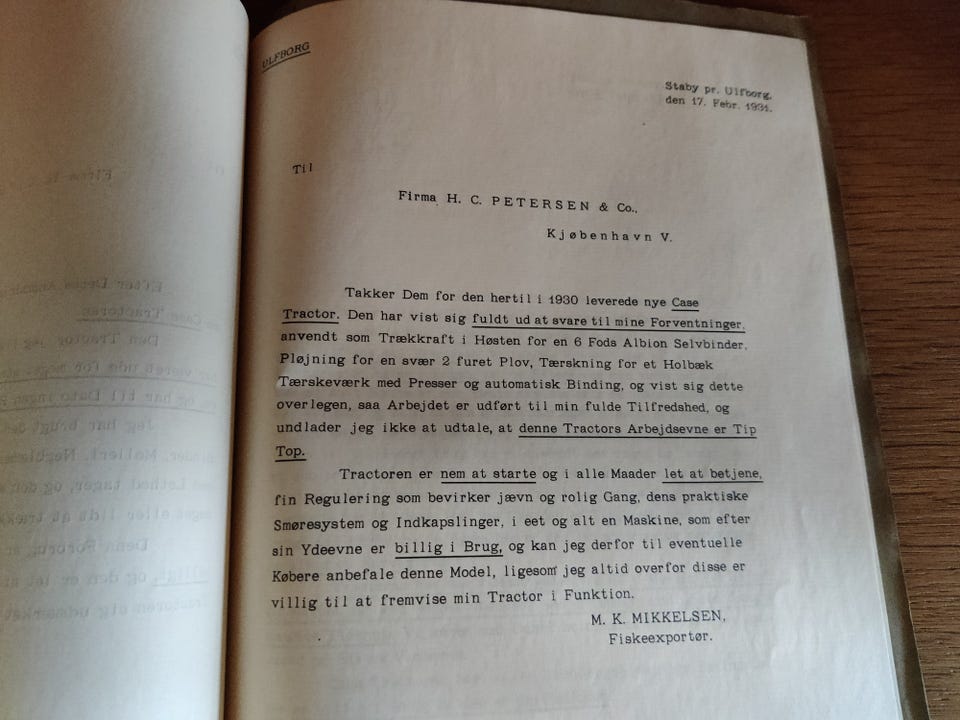 ULFBORG
Staby pr. Ulfborg,
den 17. Febr. 1931.
Til
Firma H. C. PETERSEN & Co.,
Kjøbenhavn V.
Takker Dem for den hertil i 1930 leverede nye Case
Tractor. Den har vist sig fuldt ud at svare til mine Forventninger,
anvendt som Trækkraft i Høsten for en 6 Fods Albion Selvbinder,
Pløjning for en svær 2 furet Plov, Tærskning for et Holbæk
Tærskeværk med Presser og automatisk Binding, og vist sig dette
overlegen, saa Arbejdet er udført til min fulde Tilfredshed, og
undlader jeg ikke at udtale, at denne Tractors Arbejdsevne er Tip
Top.
Tractoren er nem at starte og i alle Maader let at betjene,
fin Regulering som bevirker jævn og rolig Gang, dens praktiske
Smøresystem og Indkapslinger, i eet og alt en Maskine, som efter
sin Ydeevne er billig i Brug, og kan jeg derfor til eventuelle
Købere anbefale denne Model, ligesom jeg altid overfor disse er
villig til at fremvise min Tractor i Funktion.
M. K. MIKKELSEN,
Fiskeexportør.